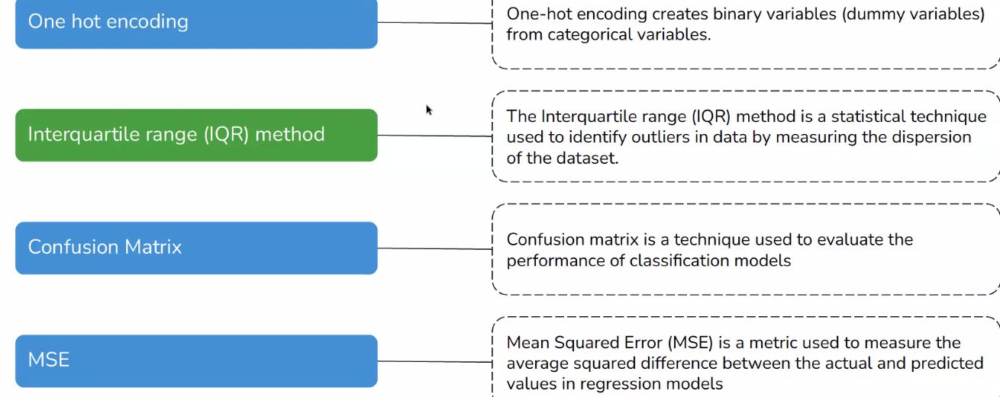 One hot encoding
One-hot encoding creates binary variables (dummy variables)
from categorical variables.
Interquartile range (IQR) method
The Interquartile range (IQR) method is a statistical technique
used to identify outliers in data by measuring the dispersion
of the dataset.
Confusion Matrix
Confusion matrix is a technique used to evaluate the
performance of classification models
MSE
Mean Squared Error (MSE) is a metric used to measure the
average squared difference between the actual and predicted
values in regression models